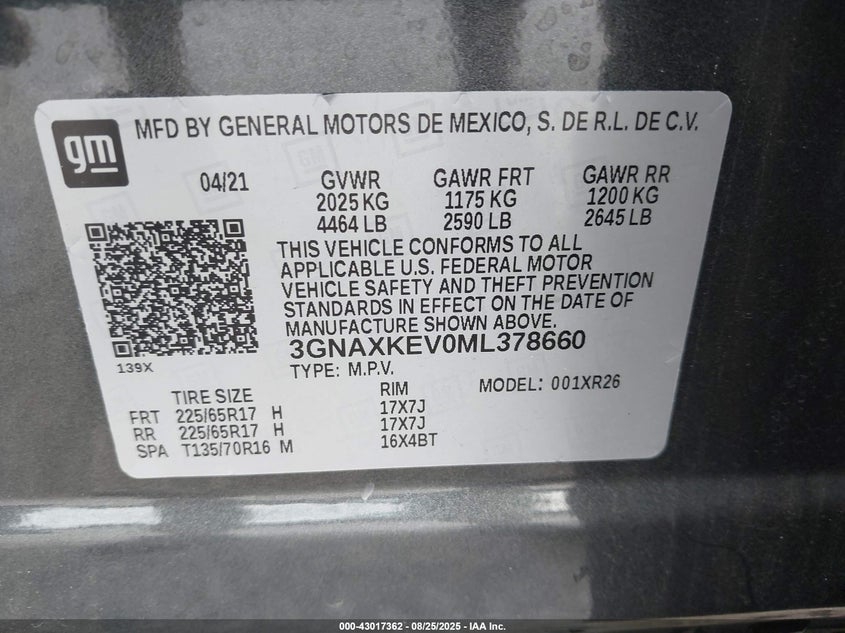 gm
MFD BY GENERAL MOTORS DE MEXICO, S. DE R.L. DE C.V.
04/21 GVWR GAWR FRT GAWR RR
2025 KG 1175 KG 1200 KG
4464 LB 2590 LB 2645 LB
THIS VEHICLE CONFORMS TO ALL
APPLICABLE U.S. FEDERAL MOTOR
VEHICLE SAFETY AND THEFT PREVENTION
STANDARDS IN EFFECT ON THE DATE OF
MANUFACTURE SHOWN ABOVE.
3GNAXKEV0ML378660
139X
TYPE: M.P.V.
TIRE SIZE RIM MODEL: 001XR26
FRT 225/65R17 H 17X7J
RR 225/65R17 H 17X7J
SPA T135/70R16 M 16X4BT
000-43017362 - 08/25/2025 - IAA Inc.